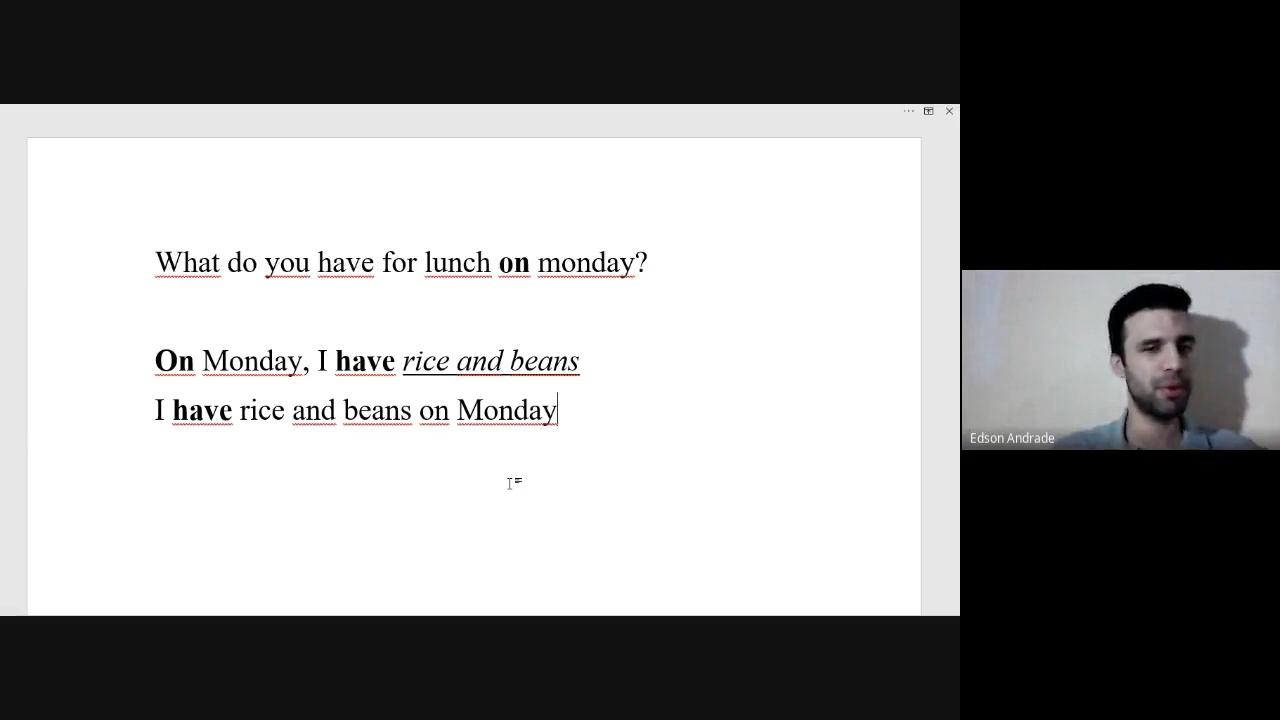 What do you have for lunch on monday?
On Monday, I have rice and beans
I have rice and beans on Monday
Edson Andrade